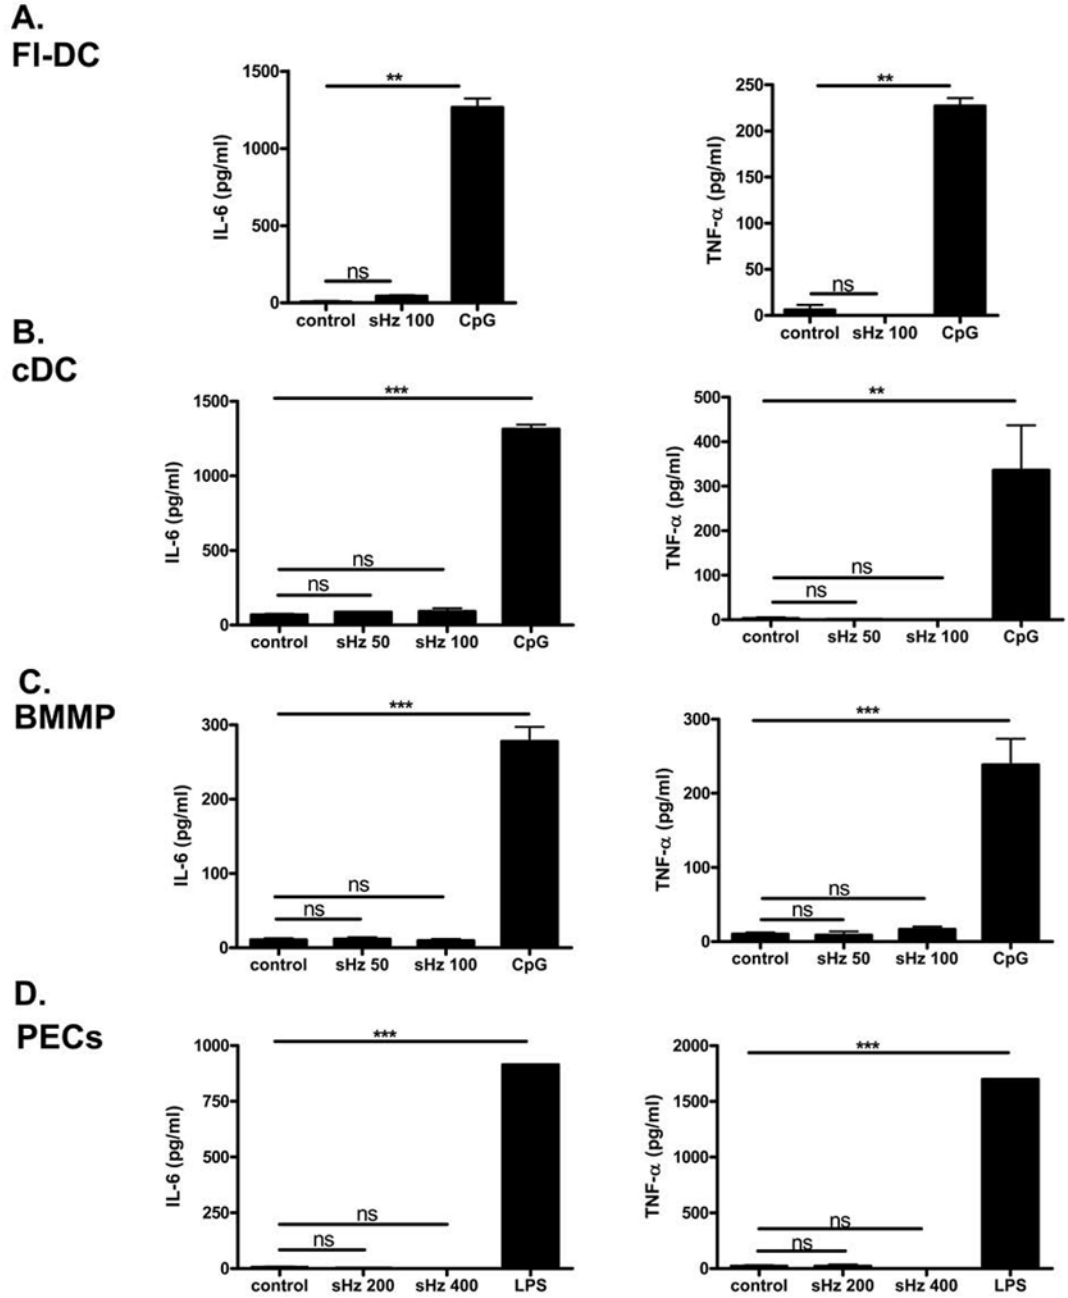 A.
FI-DC
1500
1000
500
0
IL-6 (pg/ml)
**
ns
control sHz 100 CpG
250
200
150
100
50
0
TNF-α (pg/ml)
**
ns
control sHz 100 CpG
B.
cDC
1500
1000
500
0
IL-6 (pg/ml)
***
ns
ns
control sHz 50 sHz 100 CpG
500
400
300
200
100
0
TNF-α (pg/ml)
**
ns
ns
control sHz 50 sHz 100 CpG
C.
BMMP
300
200
100
0
IL-6 (pg/ml)
***
ns
ns
control sHz 50 sHz 100 CpG
300
200
100
0
TNF-α (pg/ml)
***
ns
ns
control sHz 50 sHz 100 CpG
D.
PECs
1000
750
500
250
0
IL-6 (pg/ml)
***
ns
ns
control sHz 200 sHz 400 LPS
2000
1500
1000
500
0
TNF-α (pg/ml)
***
ns
ns
control sHz 200 sHz 400 LPS